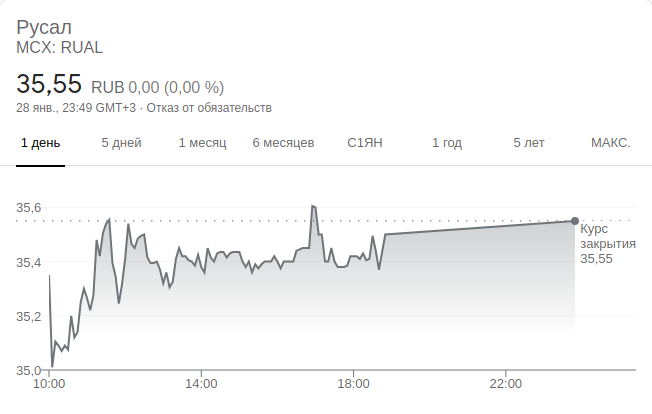 Русал
MCX: RUAL
35,55 RUB 0,00 (0,00 %)
28 янв., 23:49 GMT+3 · Отказ от обязательств
1 день 5 дней 1 месяц 6 месяцев С1ЯН 1 год 5 лет МАКС.
35,6
Курс
закрытия
35,55
35,4
35,2
35,0
10:00 14:00 18:00 22:00